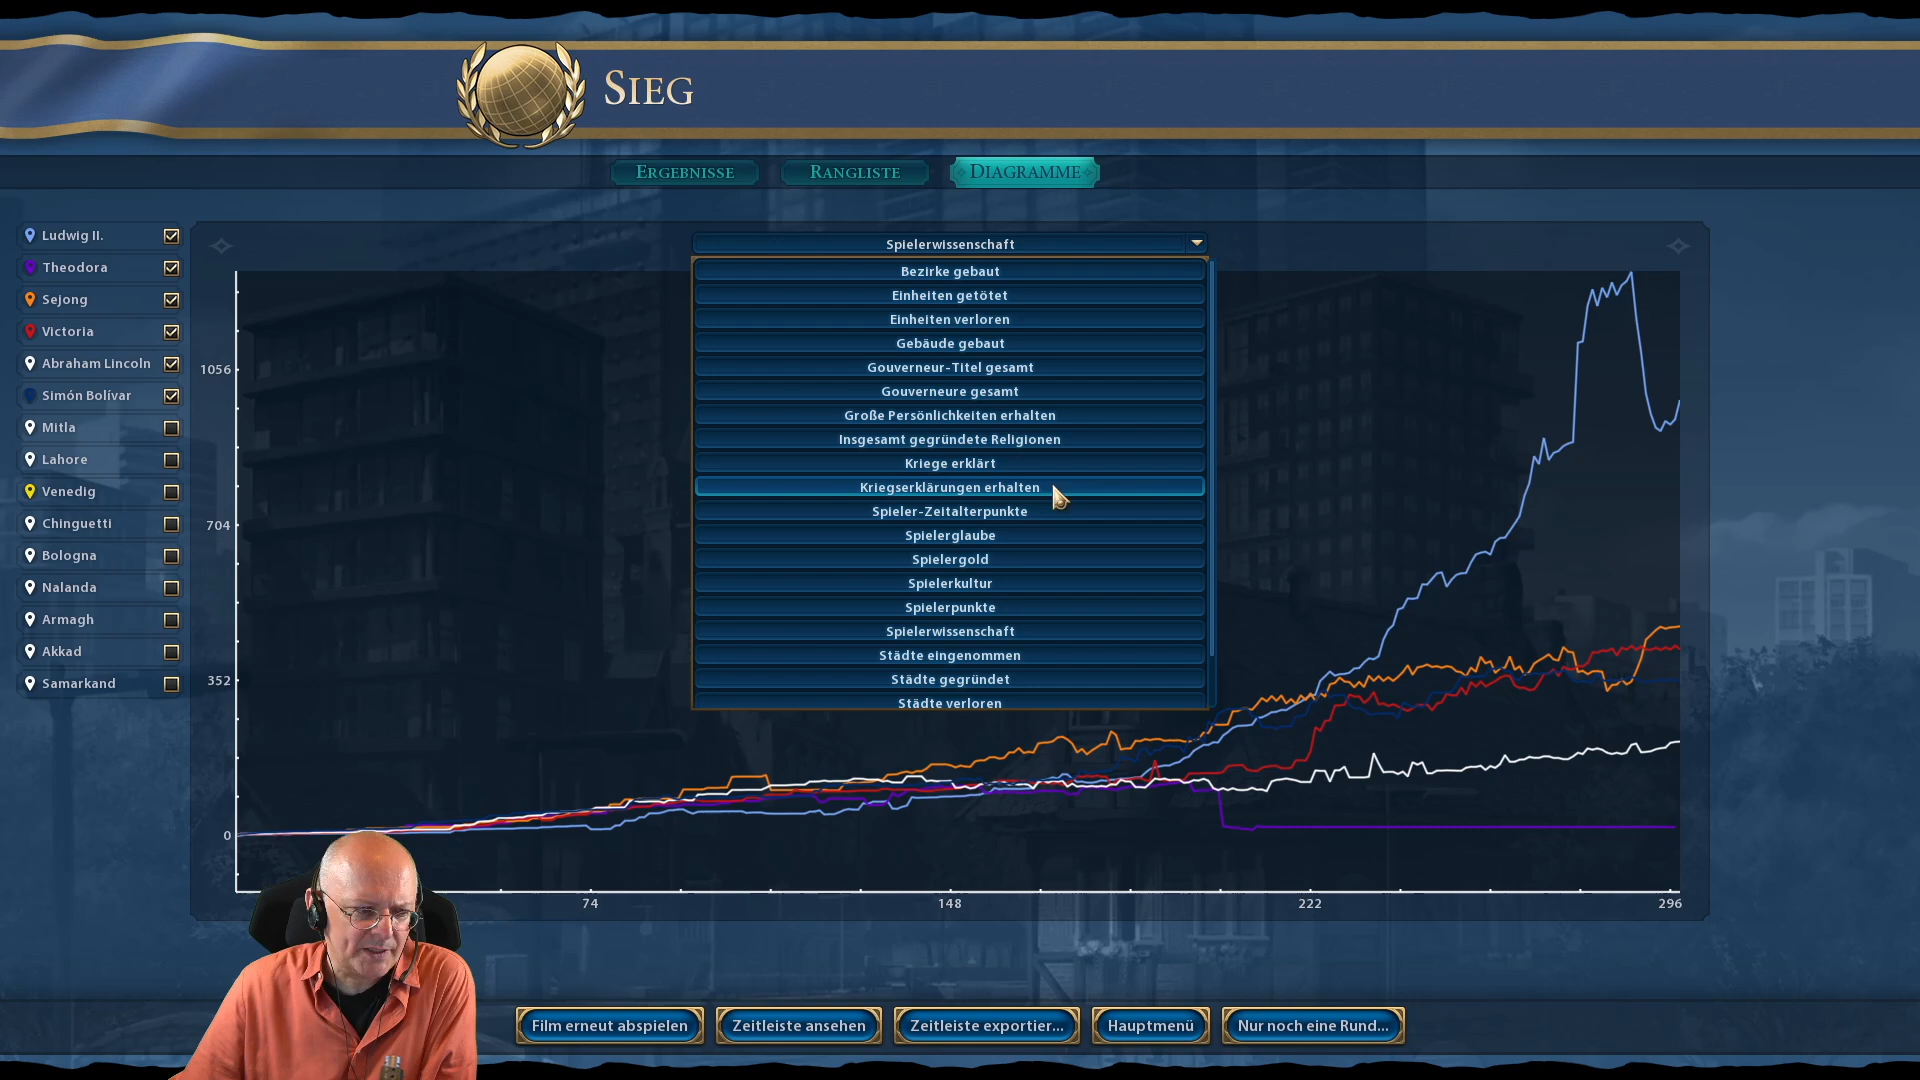 Sieg
Ergebnisse
Rangliste
Diagramme
Ludwig II.
Theodora
Sejong
Victoria
Abraham Lincoln
Simón Bolívar
Mitla
Lahore
Venedig
Chinguetti
Bologna
Nalanda
Armagh
Akkad
Samarkand
Spielerwissenschaft
Bezirke gebaut
Einheiten getötet
Einheiten verloren
Gebäude gebaut
Gouverneur-Titel gesamt
Gouverneure gesamt
Große Persönlichkeiten erhalten
Insgesamt gegründete Religionen
Kriege erklärt
Kriegserklärungen erhalten
Spieler-Zeitalterpunkte
Spielerglaube
Spielergold
Spielerkultur
Spielerpunkte
Spielerwissenschaft
Städte eingenommen
Städte gegründet
Städte verloren
1056
704
352
0
74
148
222
296
Film erneut abspielen
Zeitleiste ansehen
Zeitleiste exportier...
Hauptmenü
Nur noch eine Rund...